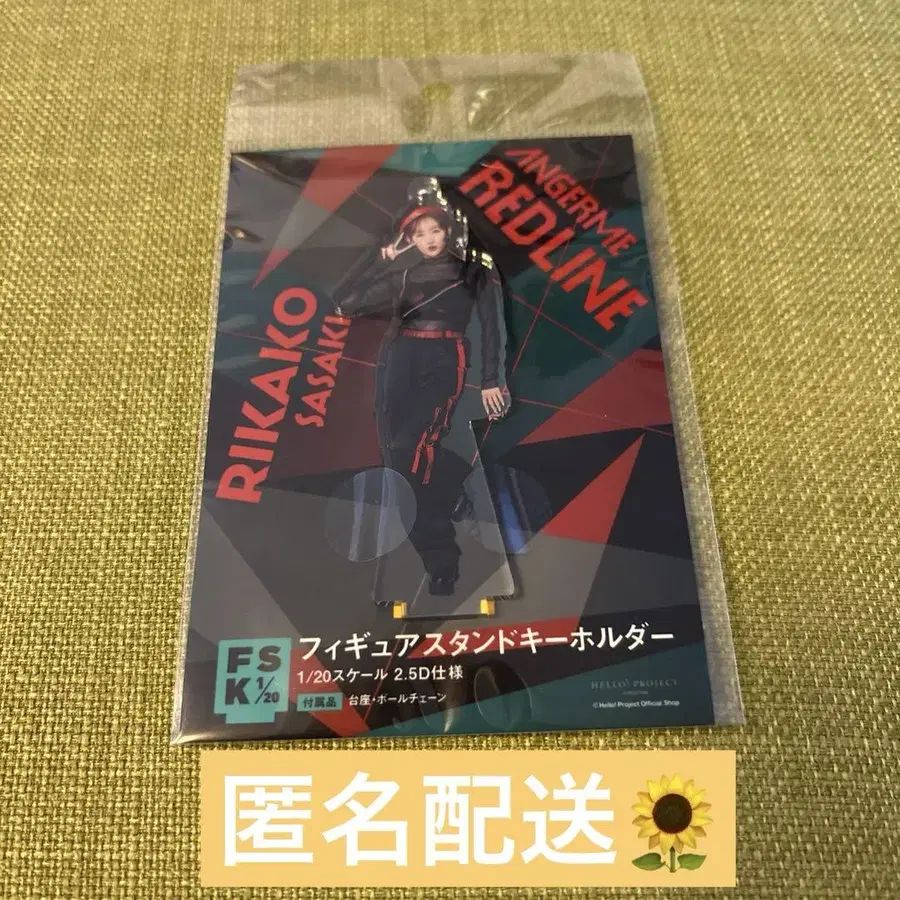 ANGERME
REDLINE
RIKAKO
SASAKI
FSK 1/20
フィギュアスタンドキーホルダー
1/20スケール 2.5D仕様
付属品 台座・ボールチェーン
HELLO! PROJECT
©Hello! Project Official Shop
匿名配送